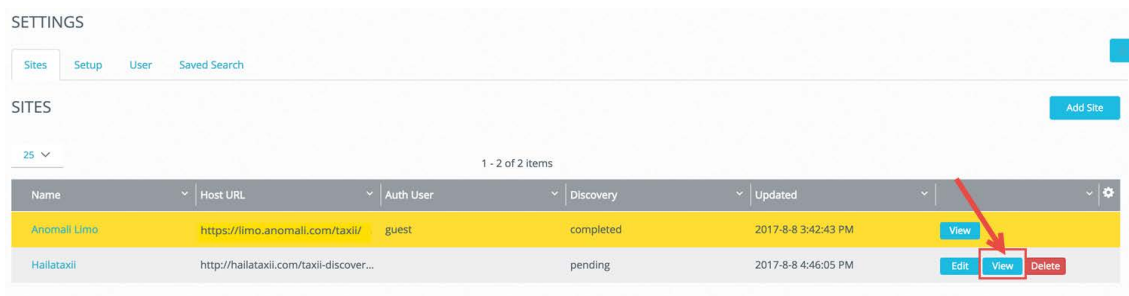 SETTINGS
Sites Setup User Saved Search
SITES
Add Site
25
1 - 2 of 2 items
Name Host URL Auth User Discovery Updated
Anomali Limo https://limo.anomali.com/taxii/ guest completed 2017-8-8 3:42:43 PM View
Hailataxii http://hailataxii.com/taxii-discover... pending 2017-8-8 4:46:05 PM Edit View Delete